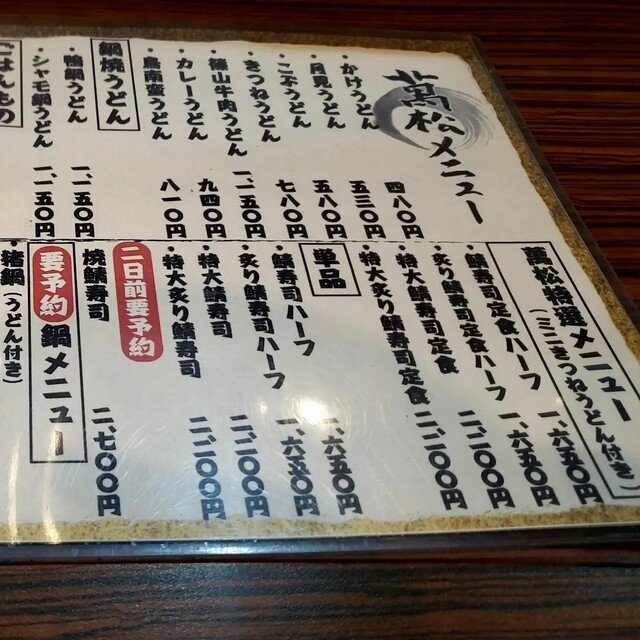 萬松メニュー
・かけうどん 四八〇円
・月見うどん 五三〇円
・こぶうどん 五八〇円
・きつねうどん 七八〇円
・篠山牛肉うどん 一、一五〇円
・カレーうどん 九四〇円
・鳥南蛮うどん 八一〇円
鍋焼うどん
・鴨鍋うどん 一、一五〇円
・シャモ鍋うどん 一、一五〇円
ごはんもの
萬松特選メニュー
（ミニきつねうどん付き）
・鯖寿司定食ハーフ 一、六五〇円
・炙り鯖寿司定食ハーフ 一、六五〇円
・特大鯖寿司定食 二、二〇〇円
・特大炙り鯖寿司定食 二、二〇〇円
単品
・鯖寿司ハーフ 一、六五〇円
・炙り鯖寿司ハーフ 一、六五〇円
・特大鯖寿司 二、二〇〇円
・特大炙り鯖寿司 二、二〇〇円
二日前要予約
焼鯖寿司 二、七〇〇円
要予約 鍋メニュー
・猪鍋（うどん付き）